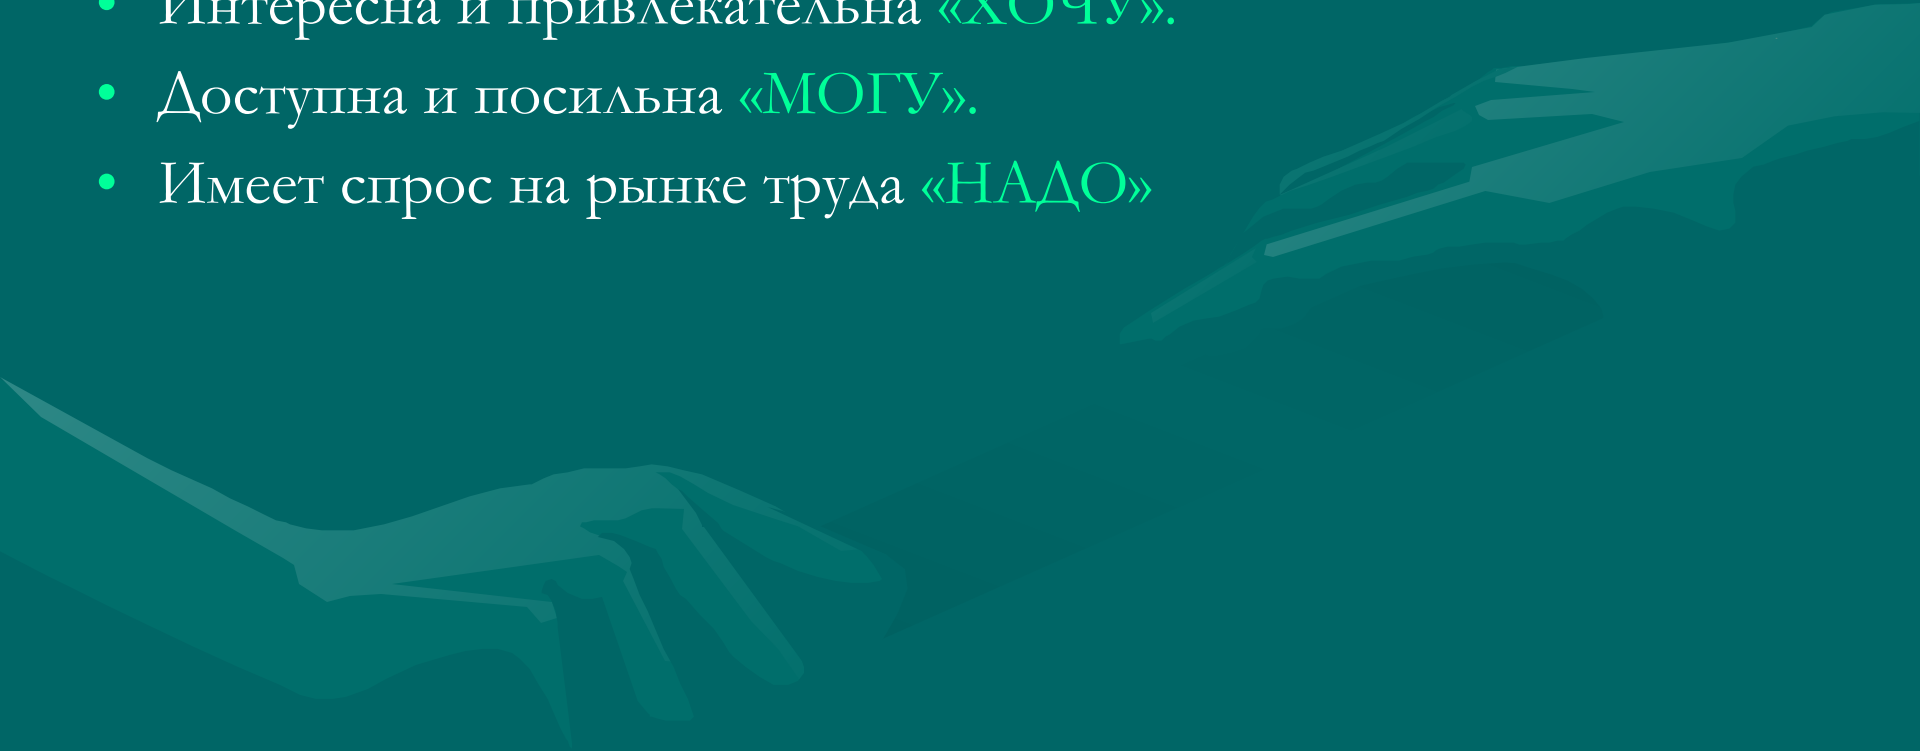 • Интересна и привлекательна «ХОЧУ».
• Доступна и посильна «МОГУ».
• Имеет спрос на рынке труда «НАДО»